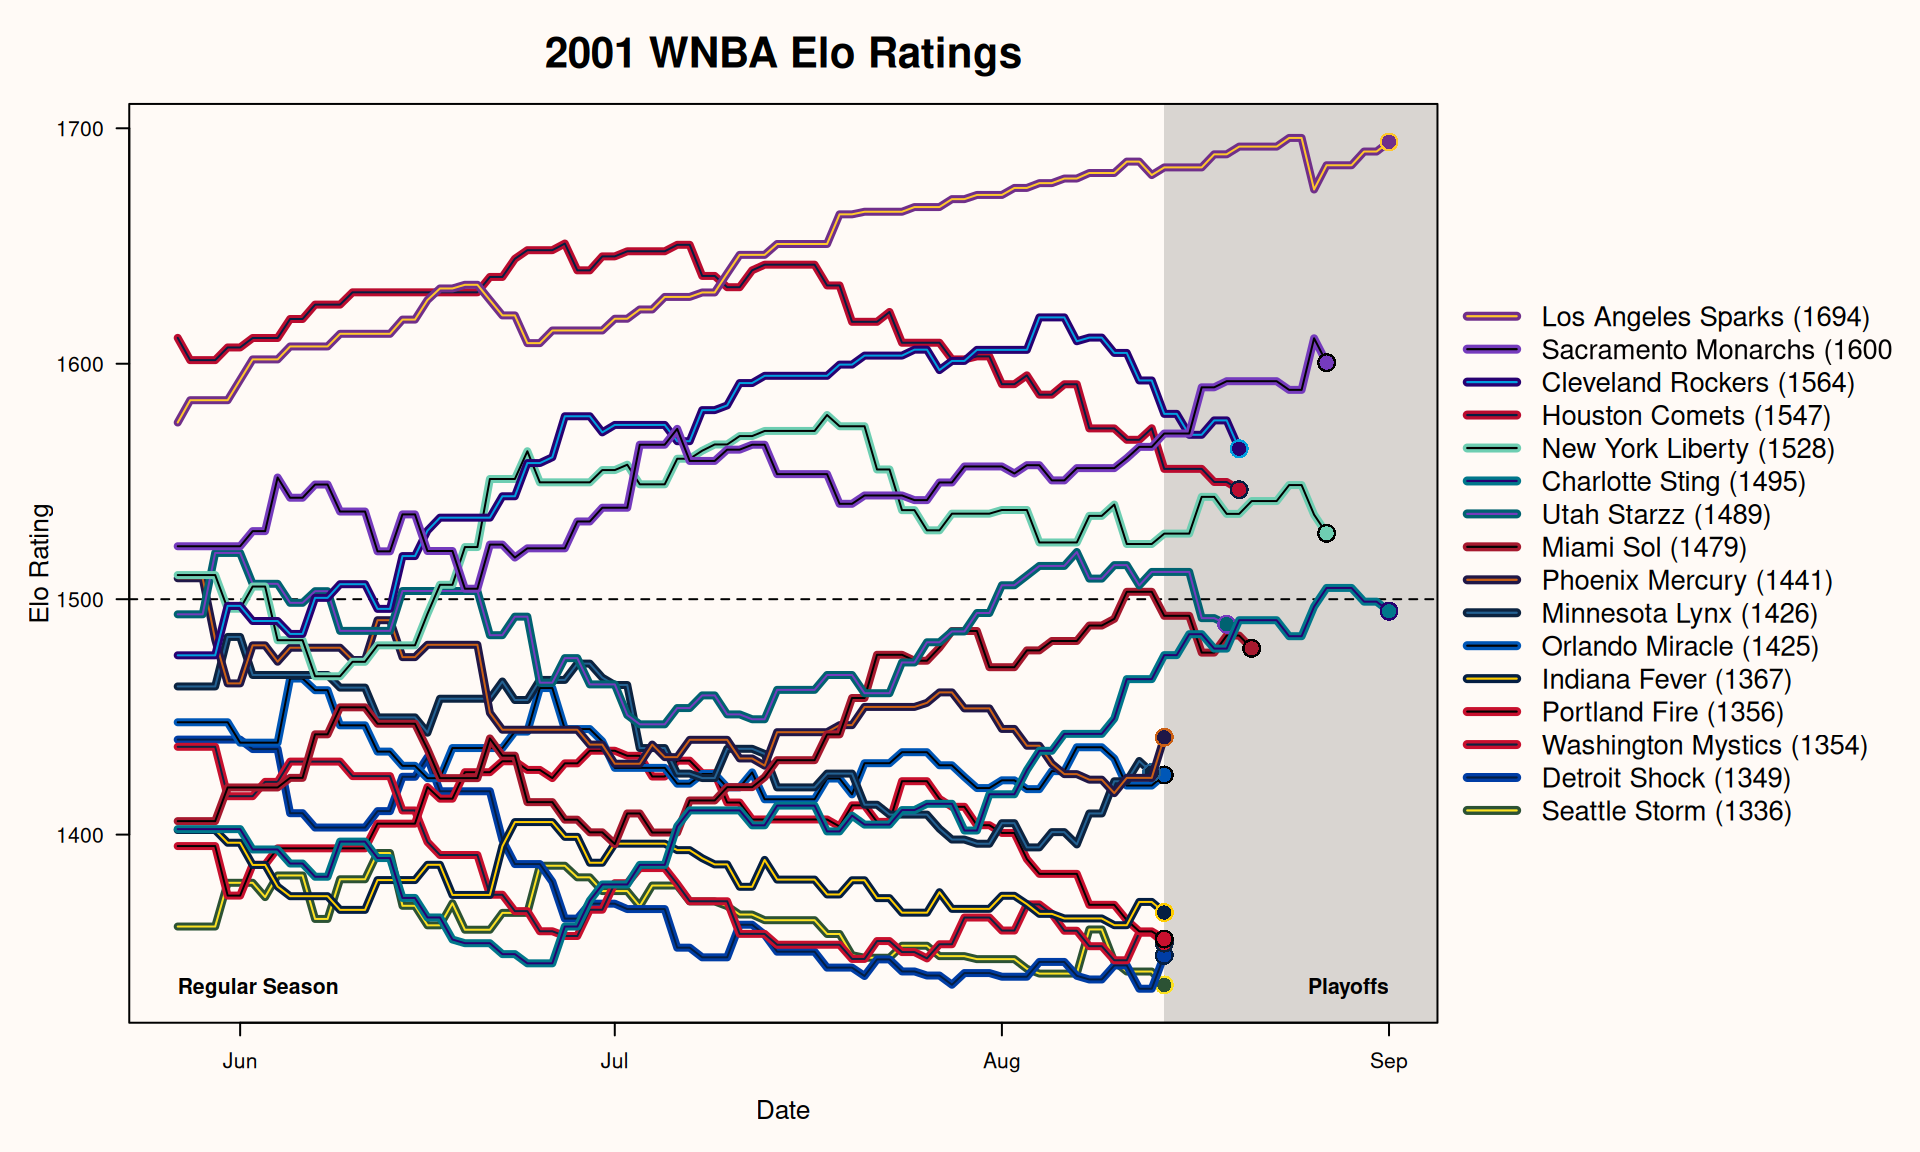 2001 WNBA Elo Ratings
1700
1600
1500
1400
Elo Rating
Regular Season
Playoffs
Jun
Jul
Aug
Sep
Date
Los Angeles Sparks (1694)
Sacramento Monarchs (1600
Cleveland Rockers (1564)
Houston Comets (1547)
New York Liberty (1528)
Charlotte Sting (1495)
Utah Starzz (1489)
Miami Sol (1479)
Phoenix Mercury (1441)
Minnesota Lynx (1426)
Orlando Miracle (1425)
Indiana Fever (1367)
Portland Fire (1356)
Washington Mystics (1354)
Detroit Shock (1349)
Seattle Storm (1336)